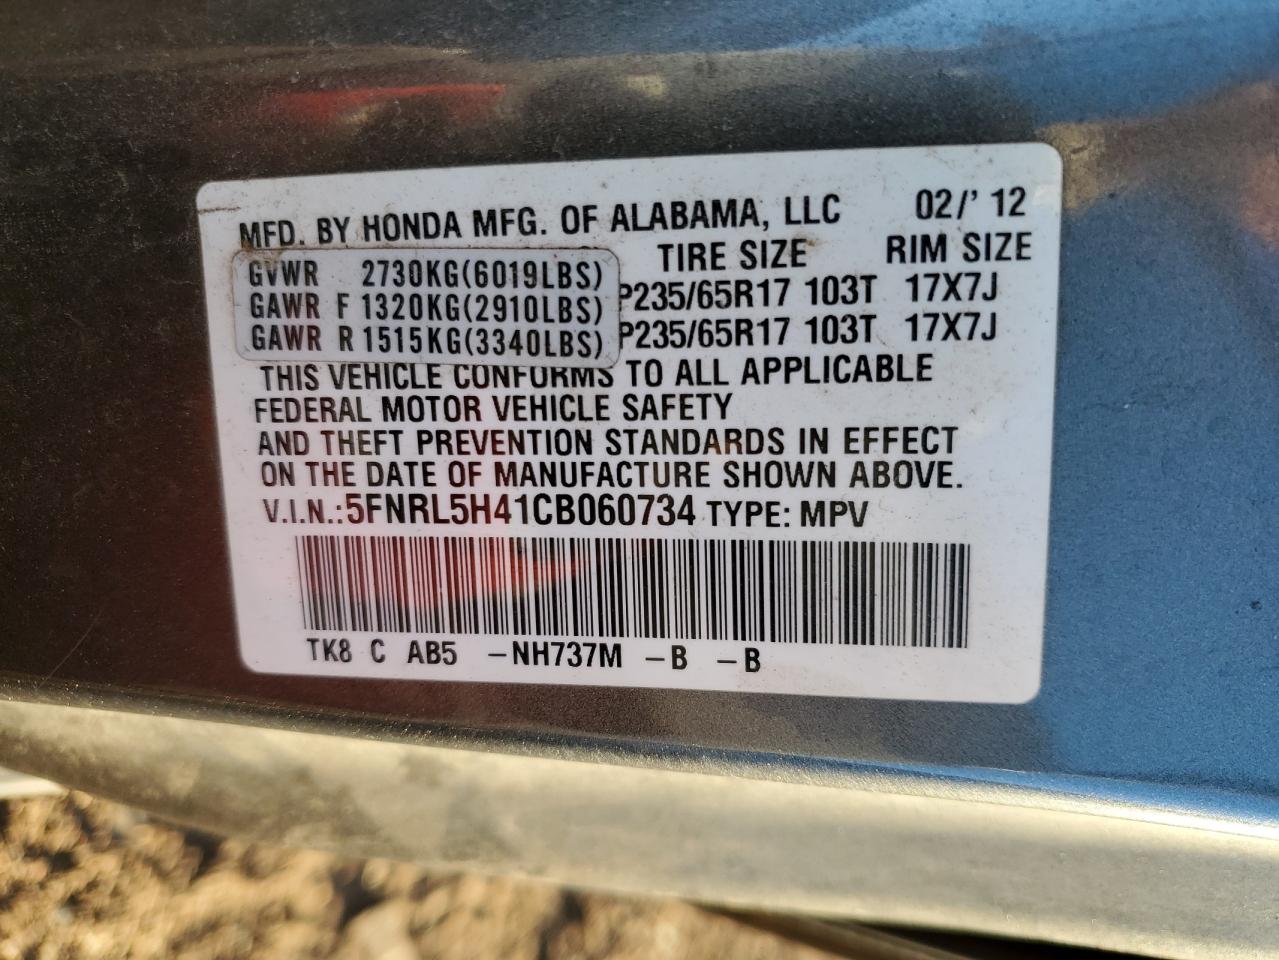 MFD. BY HONDA MFG. OF ALABAMA, LLC 02/' 12
TIRE SIZE RIM SIZE
GVWR 2730KG(6019LBS)
GAWR F 1320KG(2910LBS) P235/65R17 103T 17X7J
GAWR R 1515KG(3340LBS) P235/65R17 103T 17X7J
THIS VEHICLE CONFORMS TO ALL APPLICABLE
FEDERAL MOTOR VEHICLE SAFETY
AND THEFT PREVENTION STANDARDS IN EFFECT
ON THE DATE OF MANUFACTURE SHOWN ABOVE.
V.I.N.:5FNRL5H41CB060734 TYPE: MPV
TK8 C AB5 -NH737M -B -B